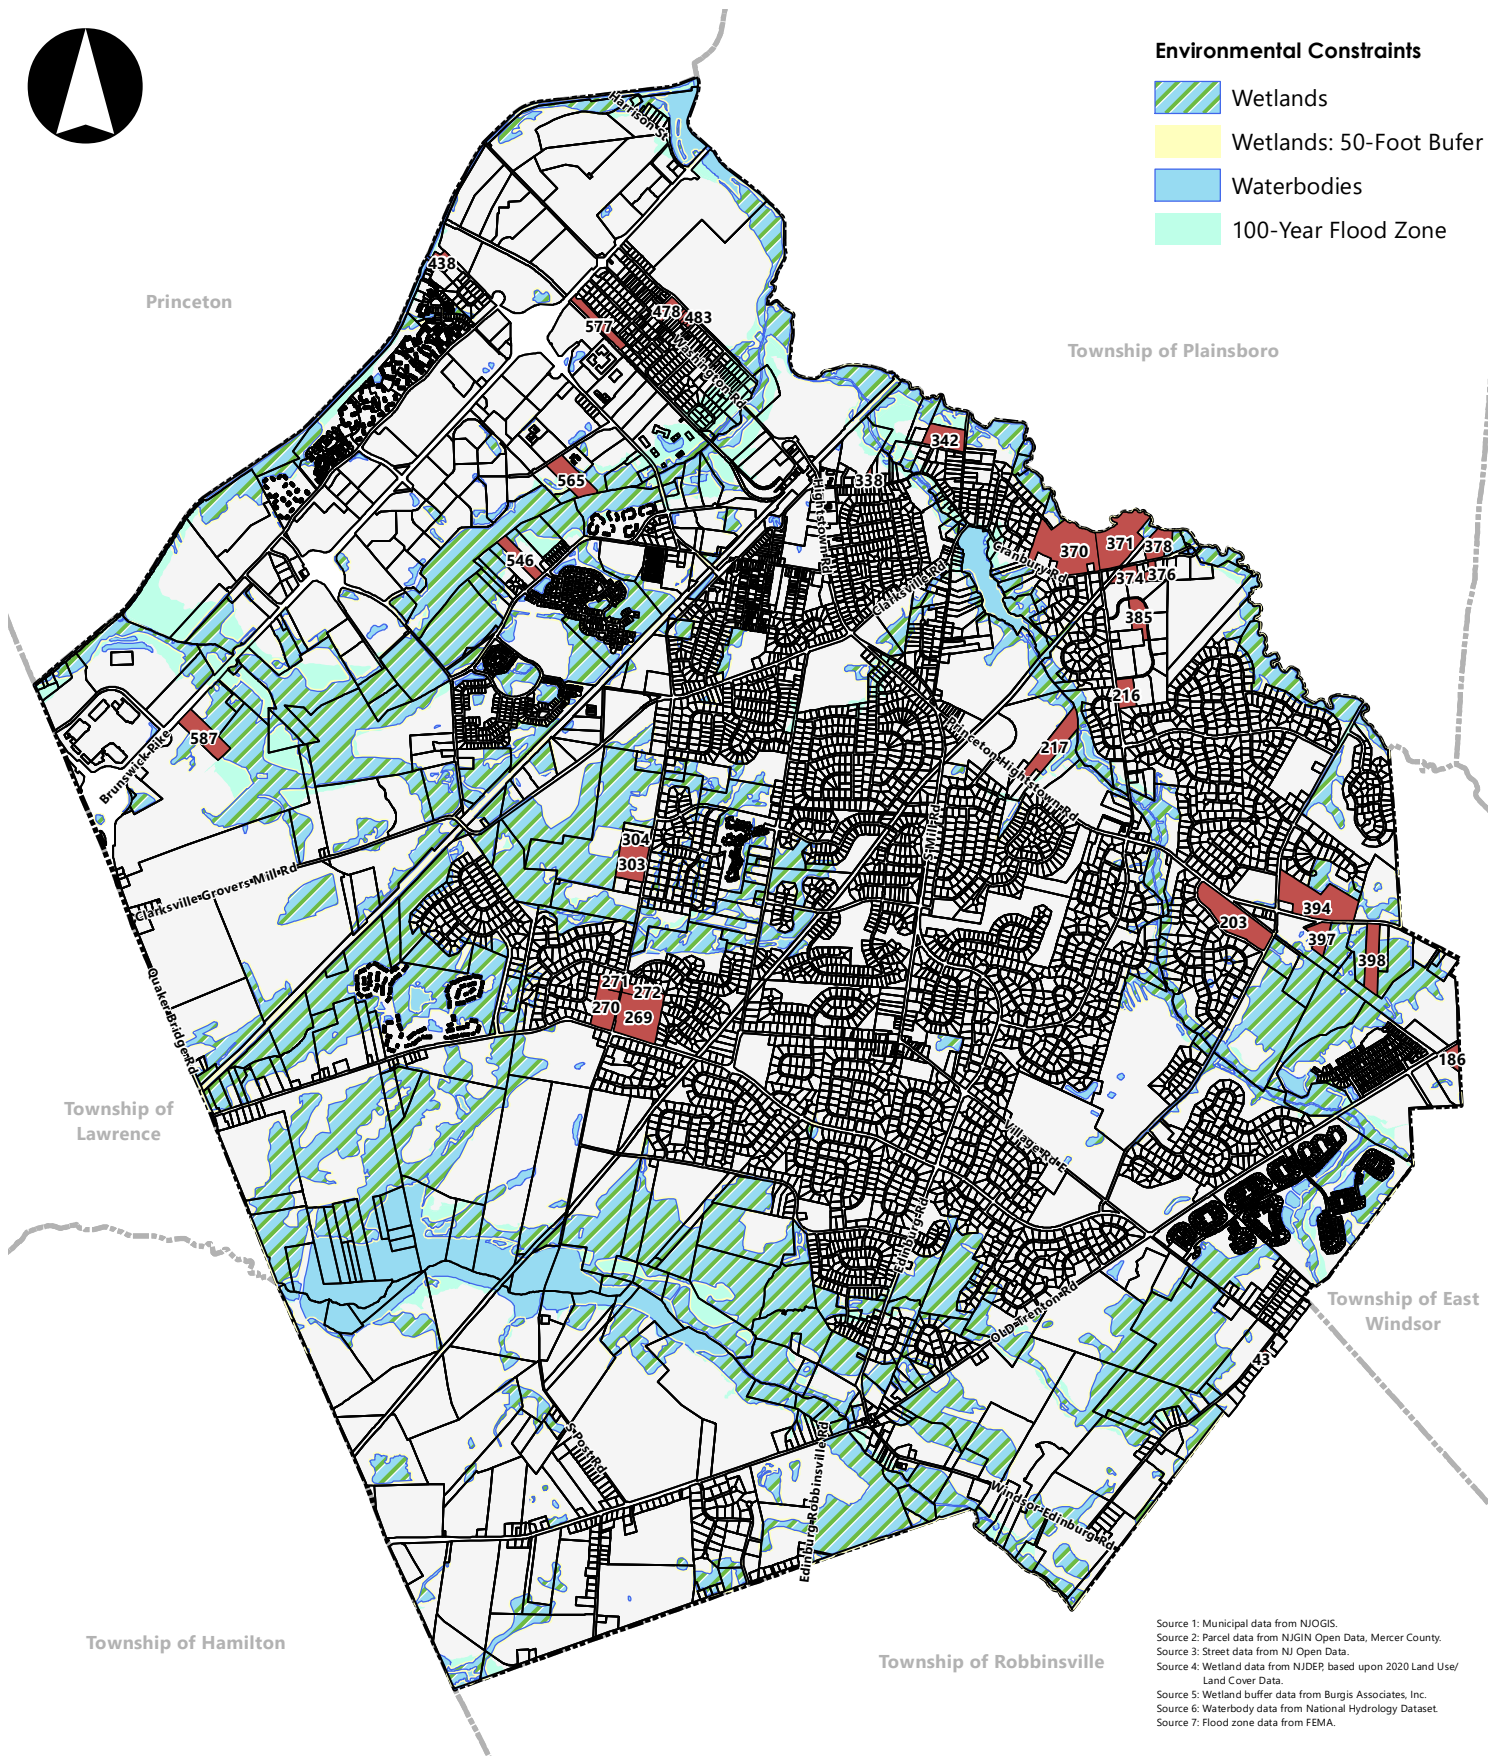 Environmental Constraints
Wetlands
Wetlands: 50-Foot Bufer
Waterbodies
100-Year Flood Zone
Harrison St
438
Princeton
478
483
577
Washington Rd
Township of Plainsboro
342
338
565
Hightstown Rd
546
370
371
378
Cranbury Rd
374
376
Clarksville Rd
385
216
217
587
Brunswick Pike
Princeton Hightstown Rd
304
303
S Mill Rd
Clarksville Grovers Mill Rd
394
203
397
398
271
272
270
269
Quaker Bridge Rd
186
Township of
Lawrence
Village Rd E
Edinburg Rd
Township of East
Windsor
OLD Trenton Rd
43
S Post Rd
Edinburg Robbinsville Rd
Windsor Edinburg Rd
Township of Hamilton
Township of Robbinsville
Source 1: Municipal data from NJOGIS.
Source 2: Parcel data from NJGIN Open Data, Mercer County.
Source 3: Street data from NJ Open Data.
Source 4: Wetland data from NJDEP, based upon 2020 Land Use/
Land Cover Data.
Source 5: Wetland buffer data from Burgis Associates, Inc.
Source 6: Waterbody data from National Hydrology Dataset.
Source 7: Flood zone data from FEMA.